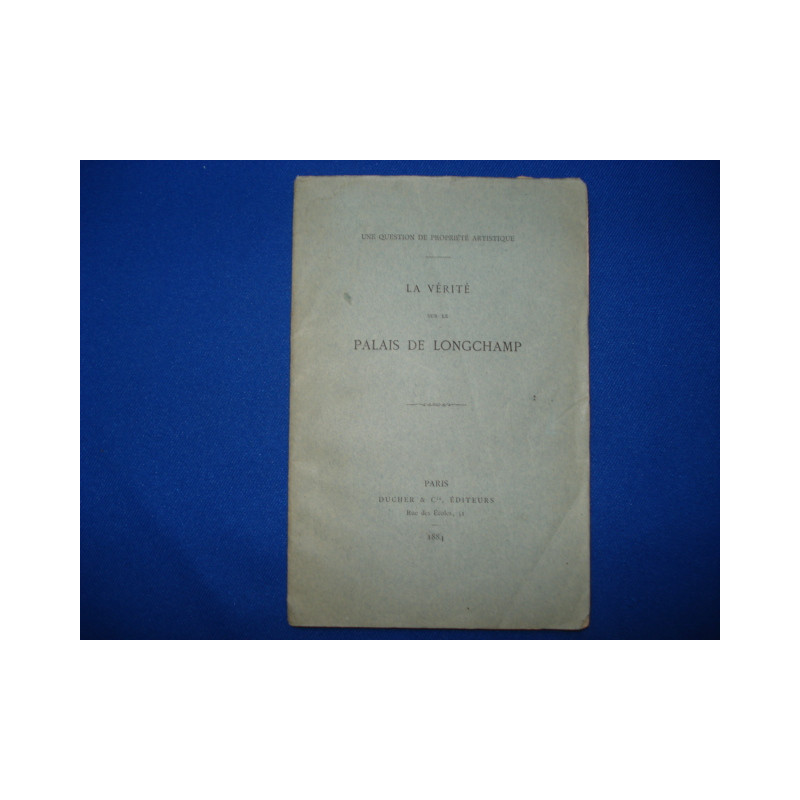 UNE QUESTION DE PROPRIÉTÉ ARTISTIQUE
LA VÉRITÉ
SUR LE
PALAIS DE LONGCHAMP
PARIS
DUCHER & Cie, ÉDITEURS
Rue des Écoles, 51
1884